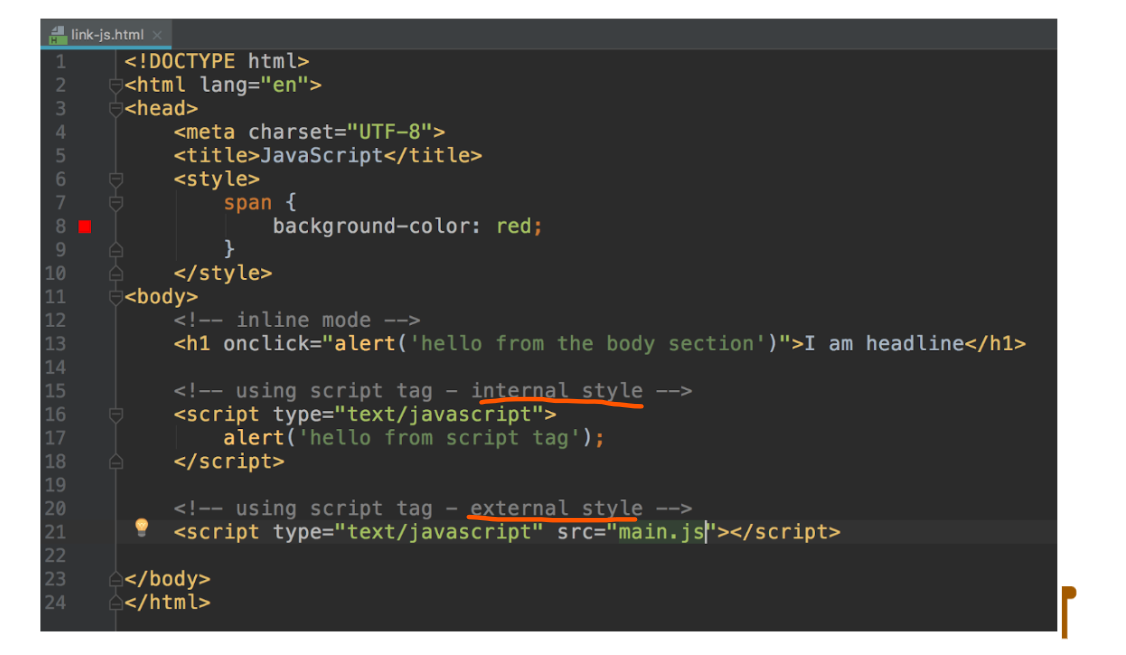 link-js.html
1 <!DOCTYPE html>
2 <html lang="en">
3 <head>
4 <meta charset="UTF-8">
5 <title>JavaScript</title>
6 <style>
7 span {
8 background-color: red;
9 }
10 </style>
11 <body>
12 <!-- inline mode -->
13 <h1 onclick="alert('hello from the body section')">I am headline</h1>
14
15 <!-- using script tag - internal style -->
16 <script type="text/javascript">
17 alert('hello from script tag');
18 </script>
19
20 <!-- using script tag - external style -->
21 <script type="text/javascript" src="main.js"></script>
22
23 </body>
24 </html>